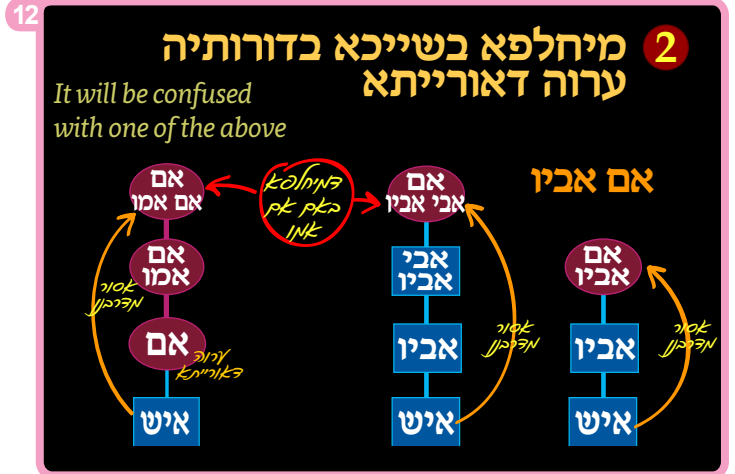 12
2 מיחלפא בשייכא בדורותיה
ערוה דאורייתא
It will be confused
with one of the above
אם אביו
אם
אביו
אביו
איש
אסור
מדרבנן
אם
אבי אביו
אבי
אביו
אביו
איש
אסור
מדרבנן
דמיחלפא
באם אם
אמו
אם
אם אמו
אם
אמו
אם
ערוה
דאורייתא
איש
אסור
מדרבנן